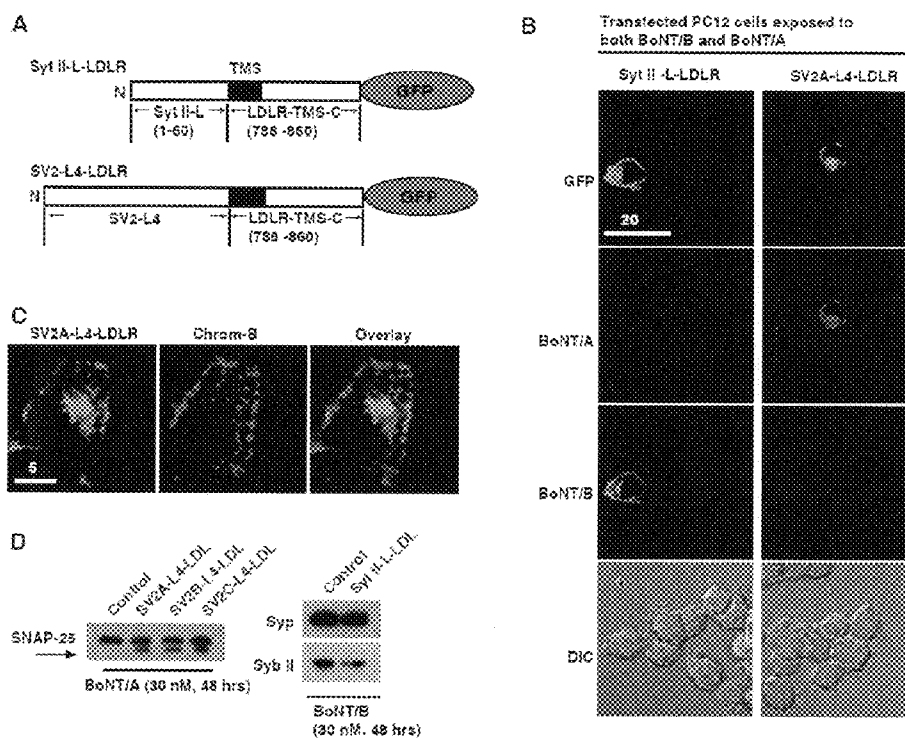 A
Syt II-L-LDLR
TMS
N
GFP
Syt II-L
(1-60)
LDLR-TMS-C
(788-860)
SV2-L4-LDLR
N
GFP
SV2-L4
LDLR-TMS-C
(788-860)
B
Transfected PC12 cells exposed to
both BoNT/B and BoNT/A
Syt II -L-LDLR
SV2A-L4-LDLR
GFP
20
BoNT/A
BoNT/B
DIC
C
SV2A-L4-LDLR
Chrom-B
Overlay
5
D
Control
SV2A-L4-LDL
SV2B-L4-LDL
SV2C-L4-LDL
SNAP-25
BoNT/A (30 nM, 48 hrs)
Control
Syt II-L-LDL
Syp
Syb II
BoNT/B
(30 nM, 48 hrs)